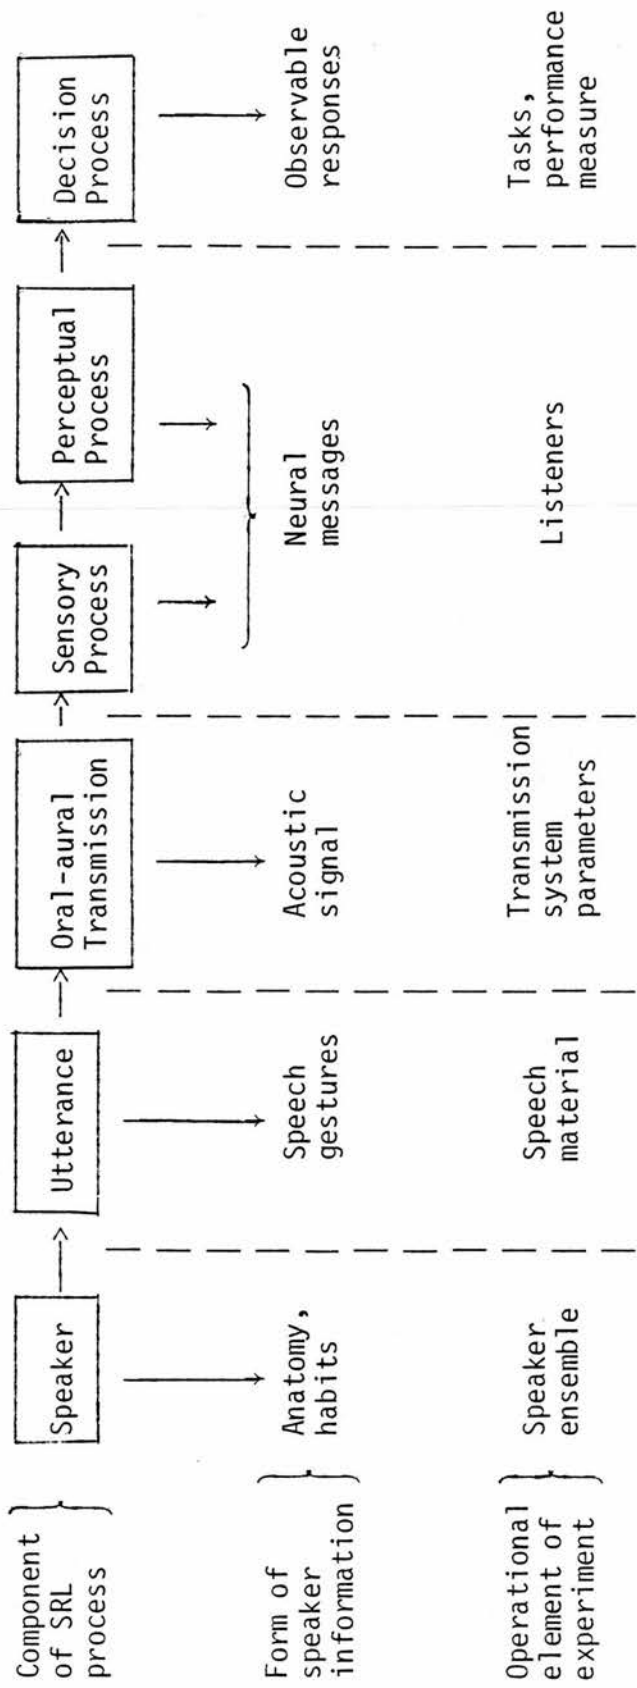 Component
of SRL
process
Speaker
Utterance
Oral-aural
Transmission
Sensory
Process
Perceptual
Process
Decision
Process
Form of
speaker
information
Anatomy,
habits
Speech
gestures
Acoustic
signal
Neural
messages
Observable
responses
Operational
element of
experiment
Speaker
ensemble
Speech
material
Transmission
system
parameters
Listeners
Tasks,
performance
measure